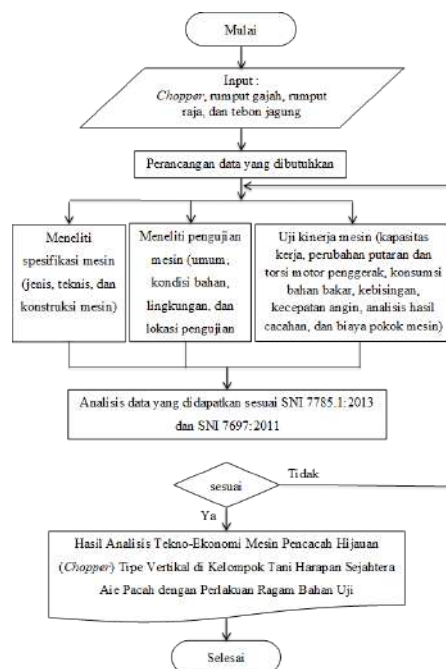 Mulai
Input :
Chopper, rumput gajah, rumput
raja, dan tebon jagung
Perancangan data yang dibutuhkan
Meneliti
spesifikasi mesin
(jenis, teknis, dan
konstruksi mesin)
Meneliti pengujian
mesin (umum,
kondisi bahan,
lingkungan, dan
lokasi pengujian
Uji kinerja mesin (kapasitas
kerja, perubahan putaran dan
torsi motor penggerak, konsumsi
bahan bakar, kebisingan,
kecepatan angin, analisis hasil
cacahan, dan biaya pokok mesin)
Analisis data yang didapatkan sesuai SNI 7785.1:2013
dan SNI 7697:2011
sesuai
Tidak
Ya
Hasil Analisis Tekno-Ekonomi Mesin Pencacah Hijauan
(Chopper) Tipe Vertikal di Kelompok Tani Harapan Sejahtera
Aie Pacah dengan Perlakuan Ragam Bahan Uji
Selesai